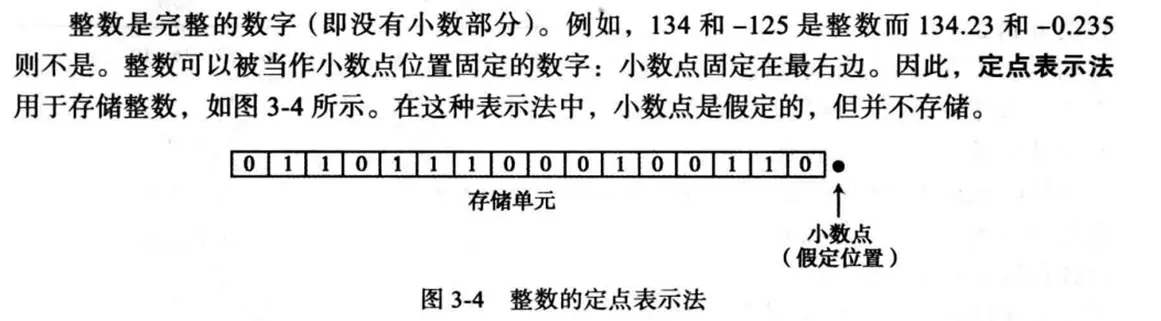 整数是完整的数字（即没有小数部分）。例如，134 和 –125 是整数而 134.23 和 –0.235
则不是。整数可以被当作小数点位置固定的数字：小数点固定在最右边。因此，定点表示法
用于存储整数，如图 3-4 所示。在这种表示法中，小数点是假定的，但并不存储。
0 1 1 0 1 1 1 0 0 0 1 0 0 1 1 0
存储单元
小数点
（假定位置）
图 3-4 整数的定点表示法